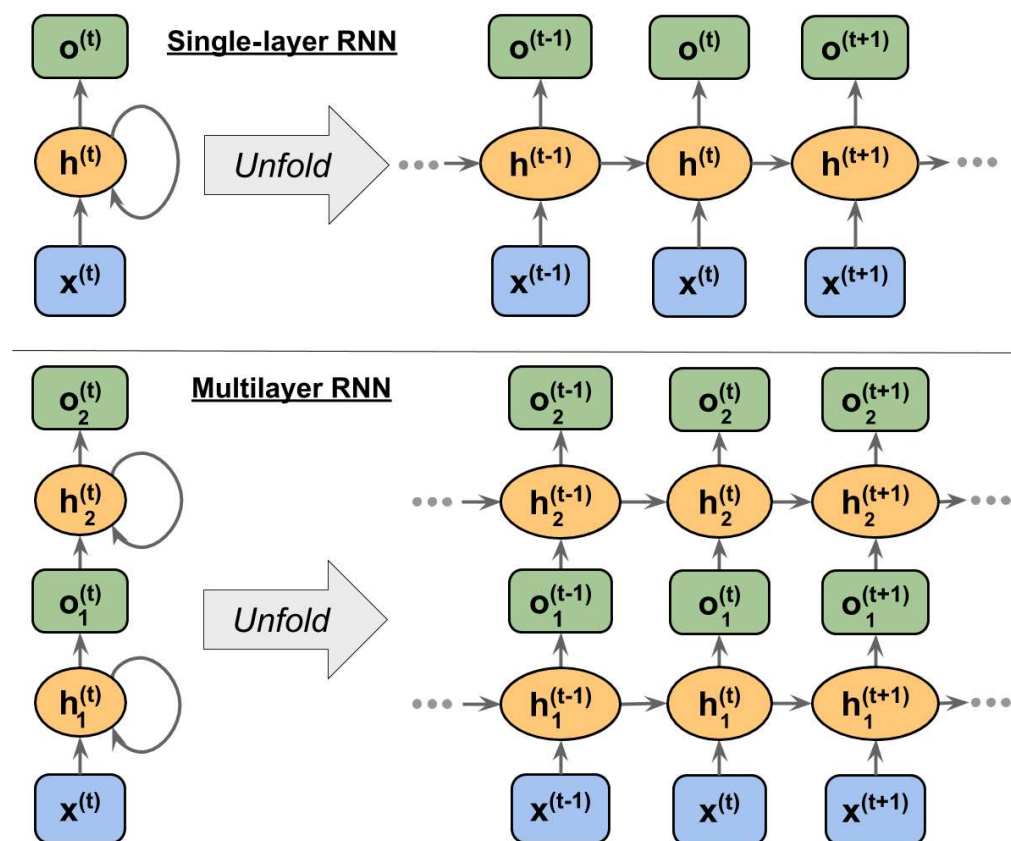 o(t) Single-layer RNN o(t-1) o(t) o(t+1)
h(t) Unfold h(t-1) h(t) h(t+1)
x(t) x(t-1) x(t) x(t+1)
o2(t) Multilayer RNN o2(t-1) o2(t) o2(t+1)
h2(t) h2(t-1) h2(t) h2(t+1)
o1(t) Unfold o1(t-1) o1(t) o1(t+1)
h1(t) h1(t-1) h1(t) h1(t+1)
x(t) x(t-1) x(t) x(t+1)